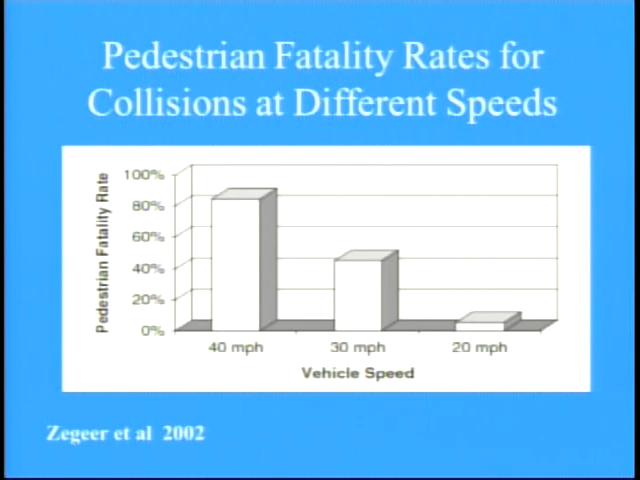 Pedestrian Fatality Rates for
Collisions at Different Speeds
Pedestrian Fatality Rate
100%
80%
60%
40%
20%
0%
40 mph 30 mph 20 mph
Vehicle Speed
Zegeer et al 2002